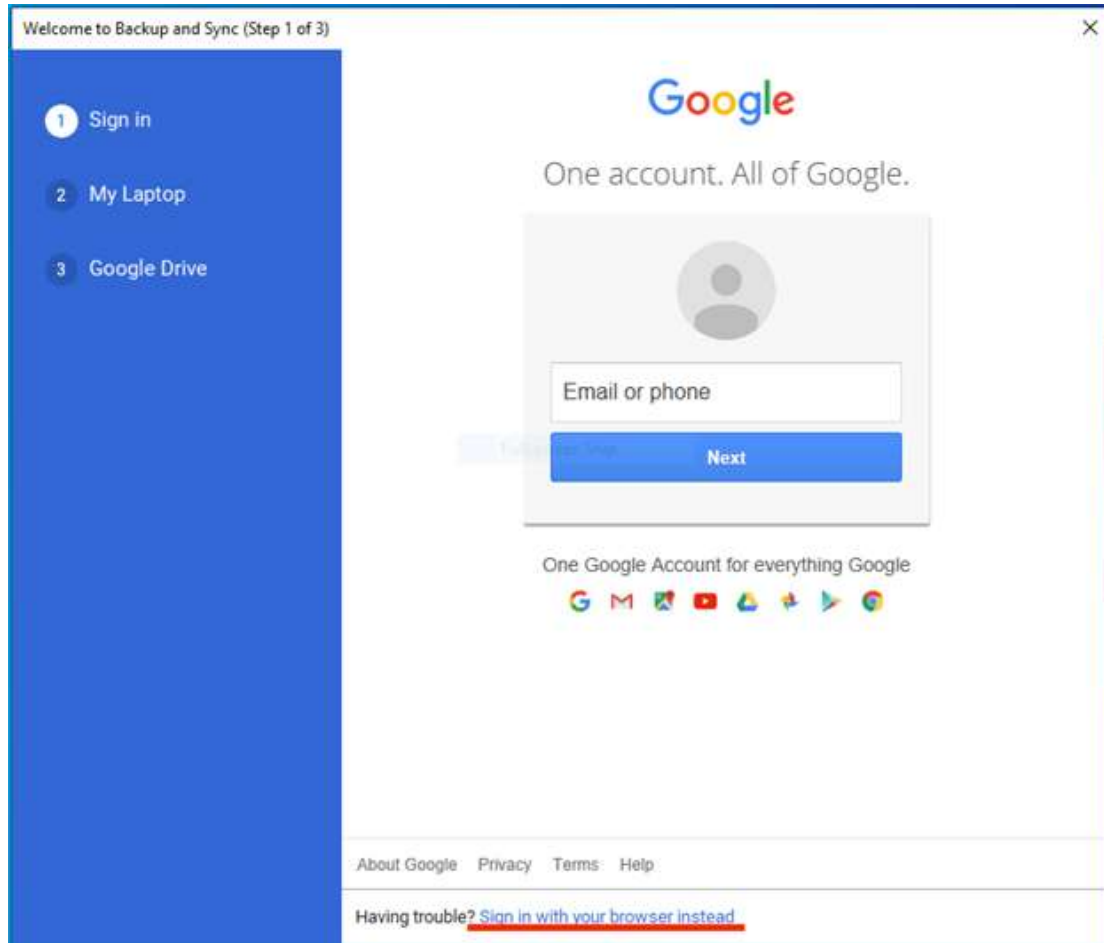 Welcome to Backup and Sync (Step 1 of 3)
1 Sign in
2 My Laptop
3 Google Drive
Google
One account. All of Google.
Email or phone
Next
One Google Account for everything Google
About Google Privacy Terms Help
Having trouble? Sign in with your browser instead